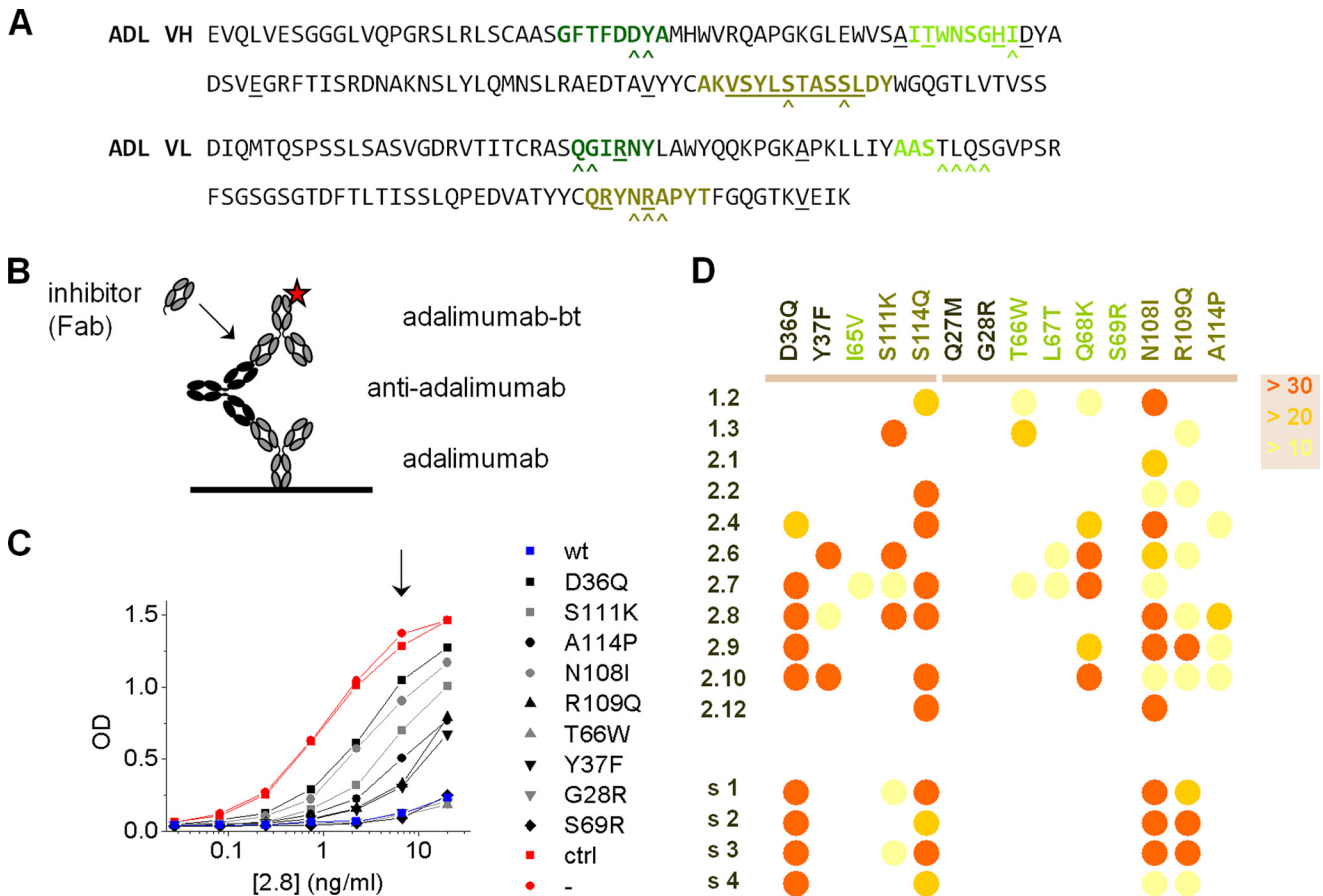 A
ADL VH EVQLVESGGGLVQPGRSLRLSCAASGFTFDDYAMHWVRQAPGKGLEWVSAITWNSGHIDYA
^^ ^
DSVEGRFTISRDNAKNSLYLQMNSLRAEDTAVYYCAKVSYLSTASSLDYWGQGTLVTVSS
^ ^
ADL VL DIQMTQSPSSLSASVGDRVTITCRASQGIRNYLAWYQQKPGKAPKLLIYAASTLQSGVPSR
^^ ^^^^
FSGSGSGTDFTLTISSLQPEDVATYYCQRYNRAPYTFGQGTKVEIK
^^^
B
inhibitor
(Fab)
adalimumab-bt
anti-adalimumab
adalimumab
C
OD
1.5
1.0
0.5
0.0
0.1 1 10
[2.8] (ng/ml)
wt
D36Q
S111K
A114P
N108I
R109Q
T66W
Y37F
G28R
S69R
ctrl
-
D
D36Q Y37F I65V S111K S114Q Q27M G28R T66W L67T Q68K S69R N108I R109Q A114P
1.2
1.3
2.1
2.2
2.4
2.6
2.7
2.8
2.9
2.10
2.12
s 1
s 2
s 3
s 4
> 30
> 20
> 10